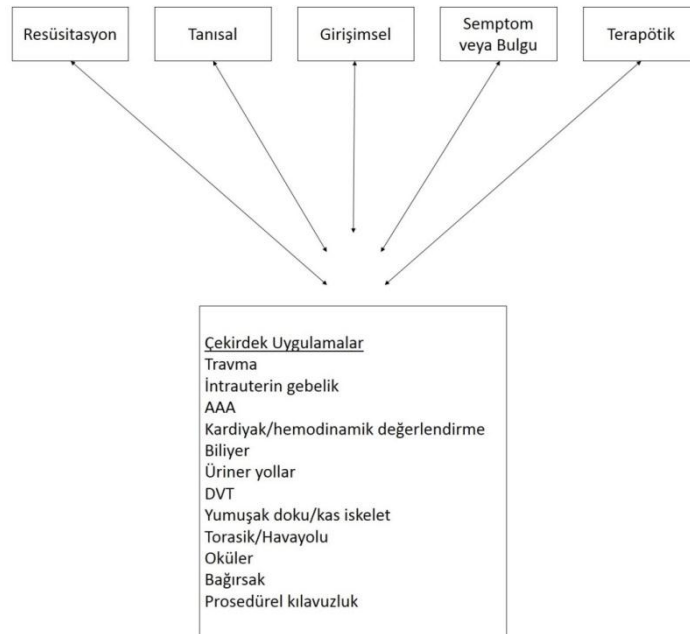 Resüsitasyon
Tanısal
Girişimsel
Semptom
veya Bulgu
Terapötik
Çekirdek Uygulamalar
Travma
İntrauterin gebelik
AAA
Kardiyak/hemodinamik değerlendirme
Biliyer
Üriner yollar
DVT
Yumuşak doku/kas iskelet
Torasik/Havayolu
Oküler
Bağırsak
Prosedürel kılavuzluk